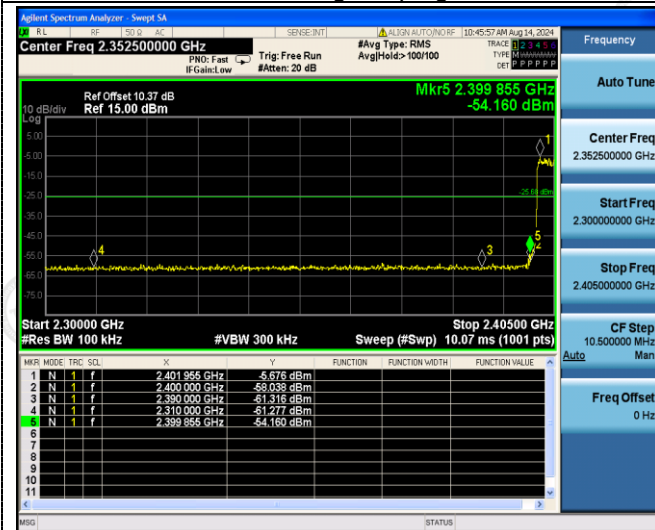 Agilent Spectrum Analyzer - Swept SA
RL RF 50 Ω AC SENSE:INT ALIGN AUTO/NO RF 10:45:57 AM Aug 14, 2024
Center Freq 2.352500000 GHz
PNO: Fast
IFGain:Low
Trig: Free Run
#Atten: 20 dB
#Avg Type: RMS
Avg|Hold:> 100/100
TRACE 1 2 3 4 5 6
TYPE M
DET P P P P P P
Ref Offset 10.37 dB
Ref 15.00 dBm
10 dB/div
Log
Mkr5 2.399 855 GHz
-54.160 dBm
5.00
-5.00
-15.0
-25.0
-35.0
-45.0
-55.0
-65.0
-75.0
1
-25.68 dBm
4
3
5
2
Start 2.30000 GHz
Stop 2.40500 GHz
#Res BW 100 kHz
#VBW 300 kHz
Sweep (#Swp) 10.07 ms (1001 pts)
MKR MODE TRC SCL X Y FUNCTION FUNCTION WIDTH FUNCTION VALUE
1 N 1 f 2.401 955 GHz -5.676 dBm
2 N 1 f 2.400 000 GHz -58.038 dBm
3 N 1 f 2.390 000 GHz -61.316 dBm
4 N 1 f 2.310 000 GHz -61.277 dBm
5 N 1 f 2.399 855 GHz -54.160 dBm
6
7
8
9
10
11
MSG
STATUS
Frequency
Auto Tune
Center Freq
2.352500000 GHz
Start Freq
2.300000000 GHz
Stop Freq
2.405000000 GHz
CF Step
10.500000 MHz
Auto Man
Freq Offset
0 Hz